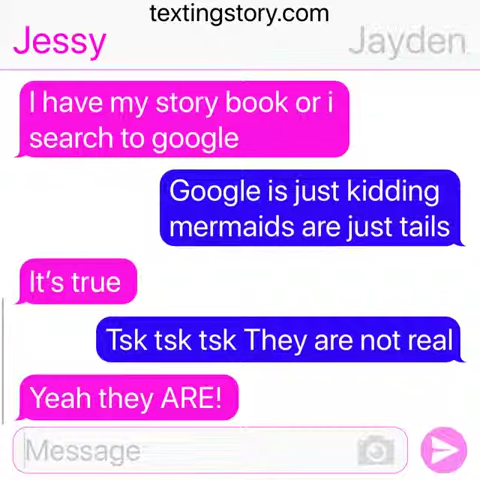 textingstory.com
Jessy Jayden
I have my story book or i
search to google
Google is just kidding
mermaids are just tails
It's true
Tsk tsk tsk They are not real
Yeah they ARE!
Message